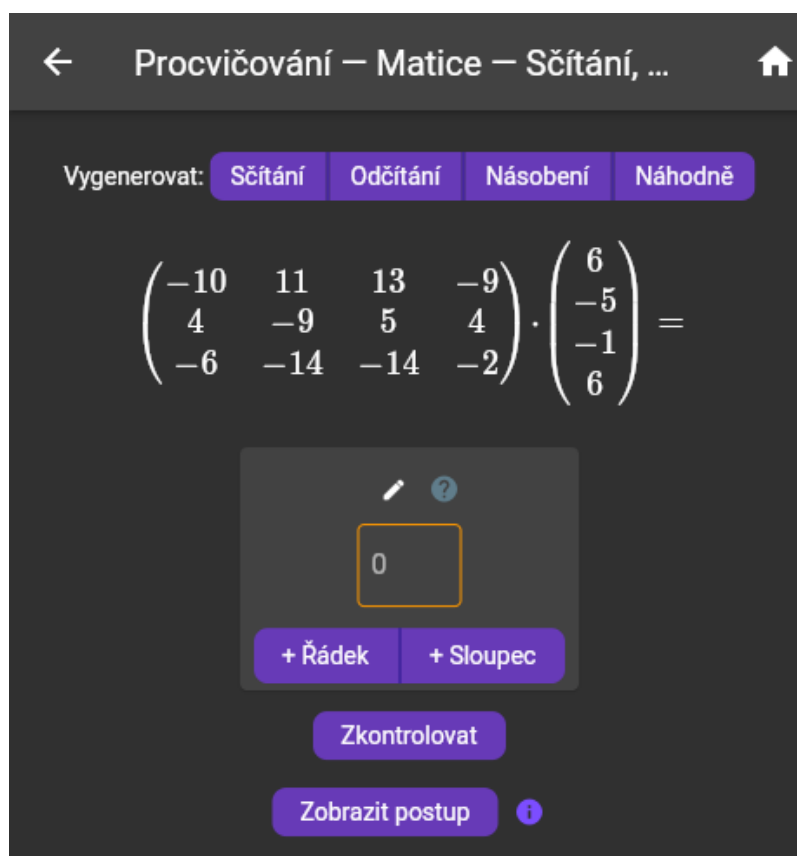 Procvičování — Matice — Sčítání, ...
Vygenerovat: Sčítání Odčítání Násobení Náhodně
−10 11 13 −9
4 −9 5 4
−6 −14 −14 −2
·
6
−5
−1
6
=
0
+ Řádek + Sloupec
Zkontrolovat
Zobrazit postup